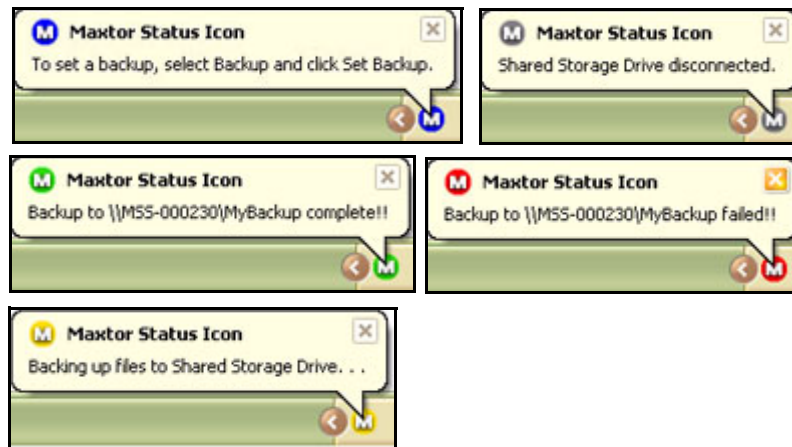 M Maxtor Status Icon
To set a backup, select Backup and click Set Backup.
M
M Maxtor Status Icon
Shared Storage Drive disconnected.
M
M Maxtor Status Icon
Backup to \\MSS-000230\MyBackup complete!!
M
M Maxtor Status Icon
Backup to \\MSS-000230\MyBackup failed!!
M
M Maxtor Status Icon
Backing up files to Shared Storage Drive. . .
M